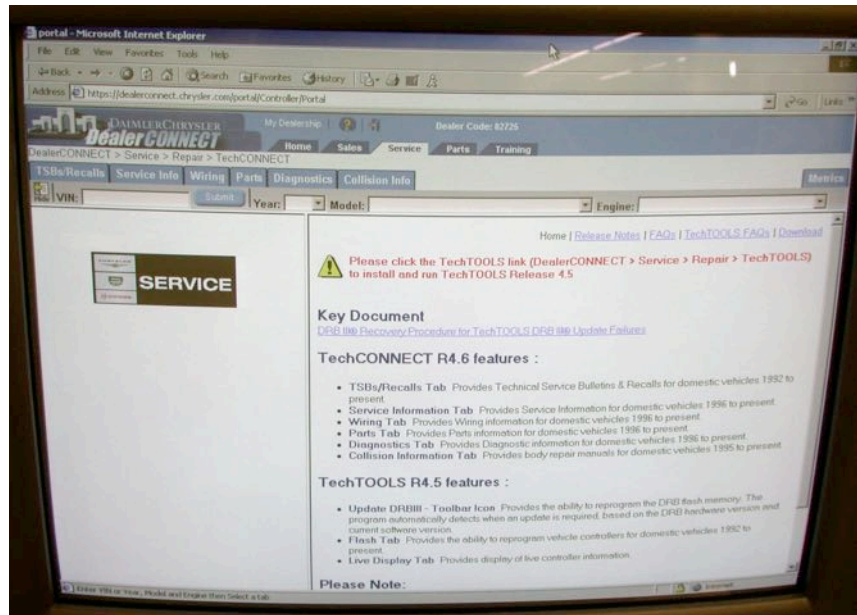 portal - Microsoft Internet Explorer
File Edit View Favorites Tools Help
Back Search Favorites History
Address https://dealerconnect.chrysler.com/portal/Controller/Portal Go Links
DAIMLERCHRYSLER My Dealership Dealer Code: 82726
DealerCONNECT Home Sales Service Parts Training
DealerCONNECT > Service > Repair > TechCONNECT
TSBs/Recalls Service Info Wiring Parts Diagnostics Collision Info Metrics
VIN: Submit Year: Model: Engine:
Home | Release Notes | FAQs | TechTOOLS FAQs | Download
Please click the TechTOOLS link (DealerCONNECT > Service > Repair > TechTOOLS)
to install and run TechTOOLS Release 4.5
SERVICE
Key Document
DRB III® Recovery Procedure for TechTOOLS DRB III® Update Failures
TechCONNECT R4.6 features :
• TSBs/Recalls Tab Provides Technical Service Bulletins & Recalls for domestic vehicles 1992 to
present.
• Service Information Tab Provides Service Information for domestic vehicles 1996 to present.
• Wiring Tab Provides Wiring information for domestic vehicles 1996 to present.
• Parts Tab Provides Parts information for domestic vehicles 1996 to present.
• Diagnostics Tab Provides Diagnostic information for domestic vehicles 1996 to present.
• Collision Information Tab Provides body repair manuals for domestic vehicles 1995 to present.
TechTOOLS R4.5 features :
• Update DRBIII - Toolbar Icon Provides the ability to reprogram the DRB flash memory. The
program automatically detects when an update is required, based on the DRB hardware version and
current software version.
• Flash Tab Provides the ability to reprogram vehicle controllers for domestic vehicles 1992 to
present.
• Live Display Tab Provides display of live controller information.
Please Note:
Enter VIN or Year, Model and Engine then Select a tab Internet